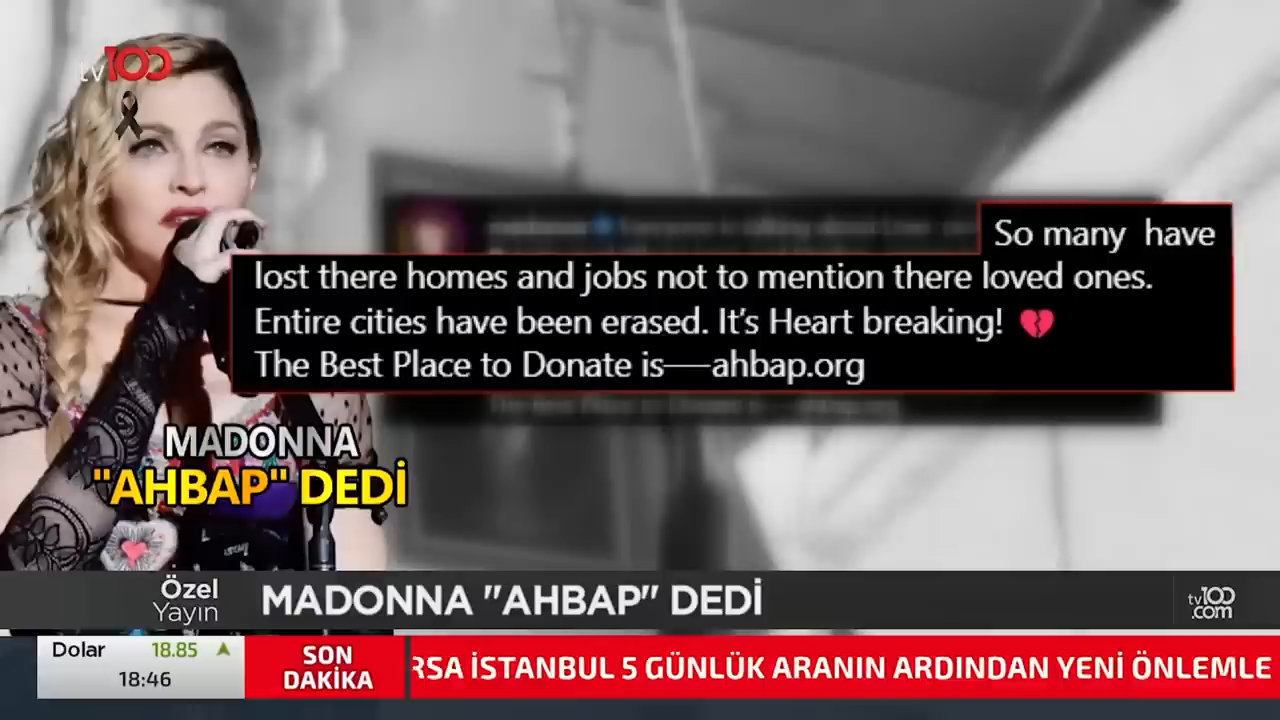 tv100
So many have
lost there homes and jobs not to mention there loved ones.
Entire cities have been erased. It's Heart breaking! 💔
The Best Place to Donate is—–ahbap.org
MADONNA
"AHBAP" DEDİ
Özel
Yayın
MADONNA "AHBAP" DEDİ
tv100
.com
Dolar 18.85
18:46
SON
DAKİKA
RSA İSTANBUL 5 GÜNLÜK ARANIN ARDINDAN YENİ ÖNLEMLE